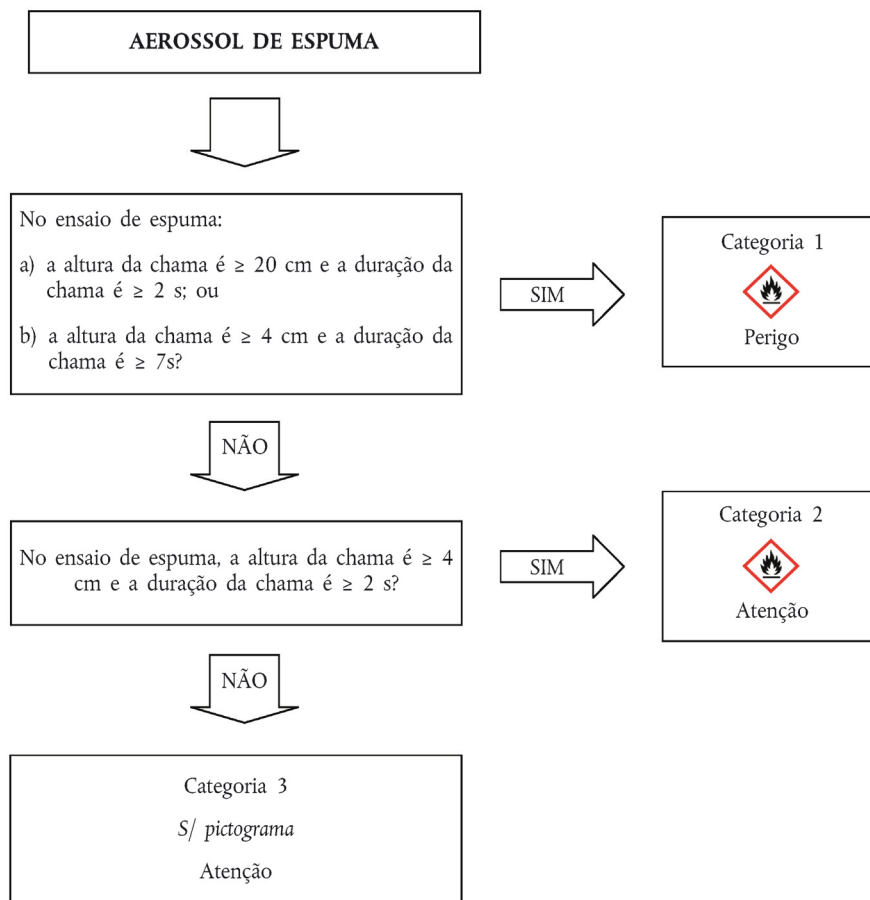 AEROSSOL DE ESPUMA
No ensaio de espuma:
a) a altura da chama é ≥ 20 cm e a duração da
chama é ≥ 2 s; ou
b) a altura da chama é ≥ 4 cm e a duração da
chama é ≥ 7s?
SIM
Categoria 1
Perigo
NÃO
No ensaio de espuma, a altura da chama é ≥ 4
cm e a duração da chama é ≥ 2 s?
SIM
Categoria 2
Atenção
NÃO
Categoria 3
S/ pictograma
Atenção